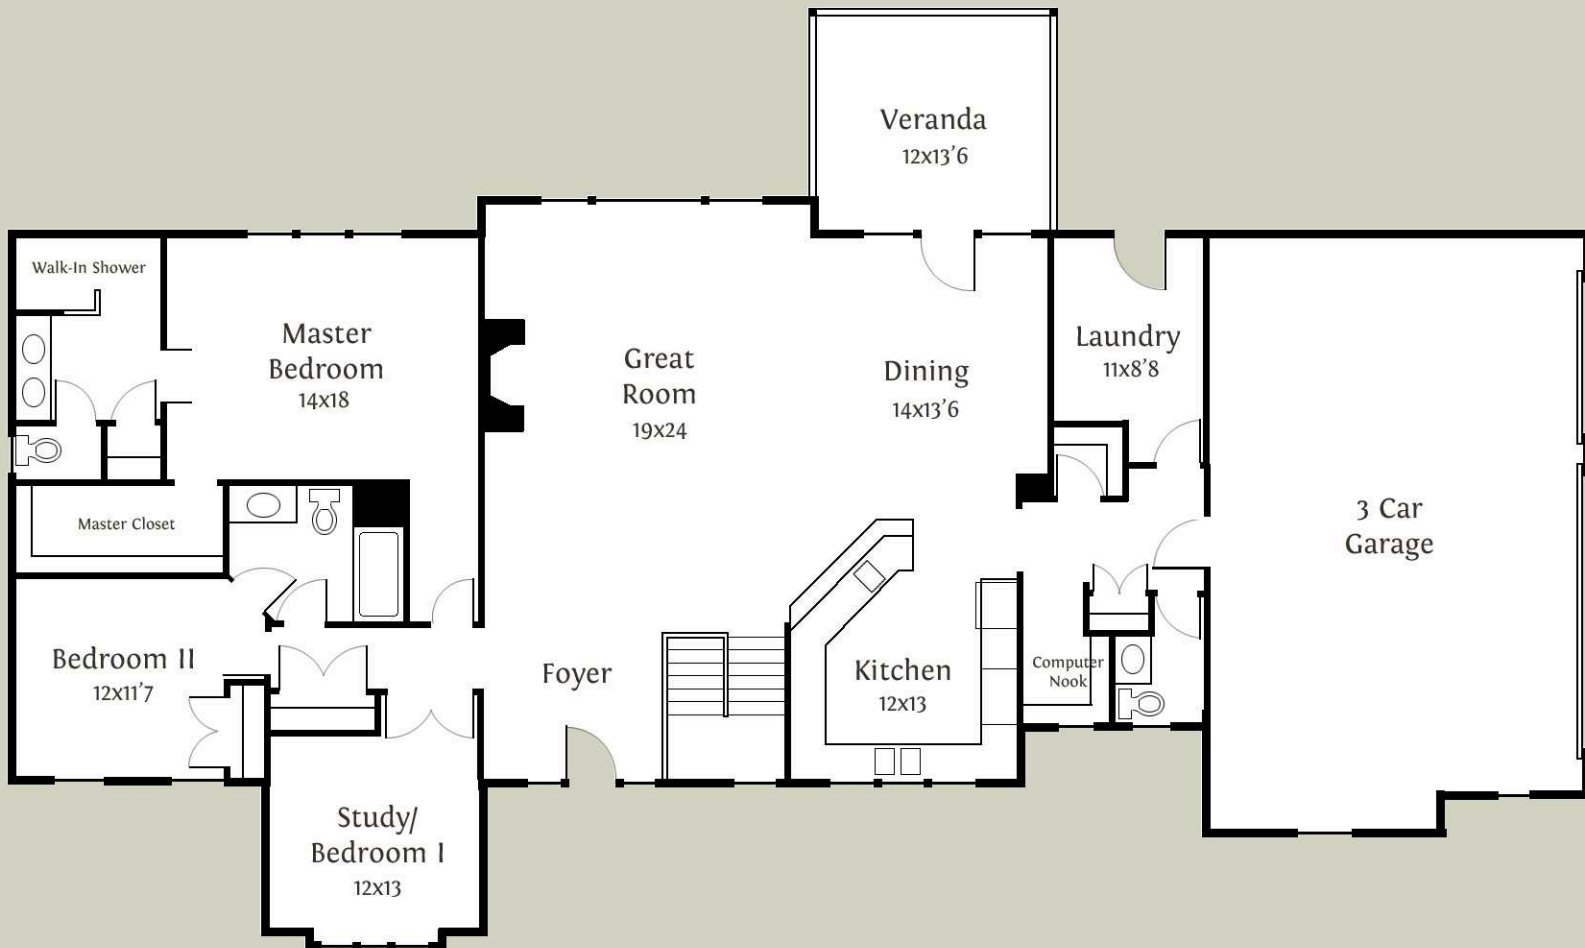 Veranda
12x13'6
Walk-In Shower
Master
Bedroom
14x18
Great
Room
19x24
Dining
14x13'6
Laundry
11x8'8
Master Closet
3 Car
Garage
Bedroom II
12x11'7
Foyer
Kitchen
12x13
Computer
Nook
Study/
Bedroom I
12x13